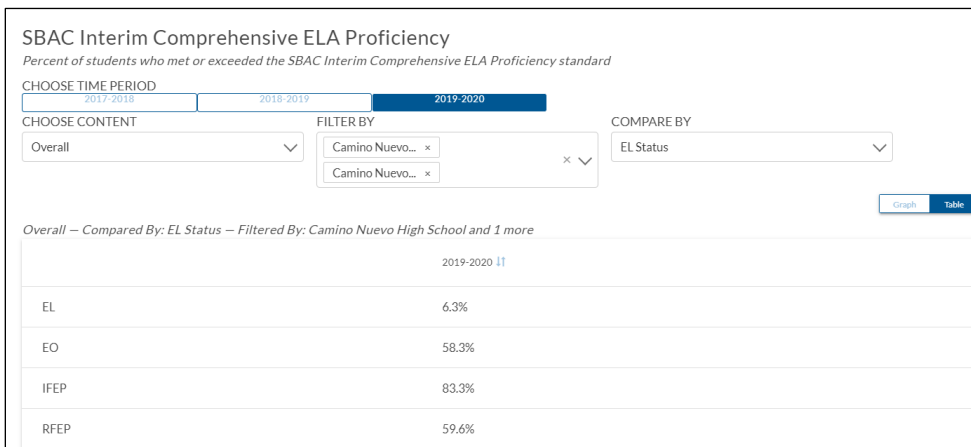 SBAC Interim Comprehensive ELA Proficiency
Percent of students who met or exceeded the SBAC Interim Comprehensive ELA Proficiency standard
CHOOSE TIME PERIOD
2017-2018 2018-2019 2019-2020
CHOOSE CONTENT FILTER BY COMPARE BY
Overall Camino Nuevo... × EL Status
Camino Nuevo... ×
Graph Table
Overall — Compared By: EL Status — Filtered By: Camino Nuevo High School and 1 more
2019-2020
EL 6.3%
EO 58.3%
IFEP 83.3%
RFEP 59.6%